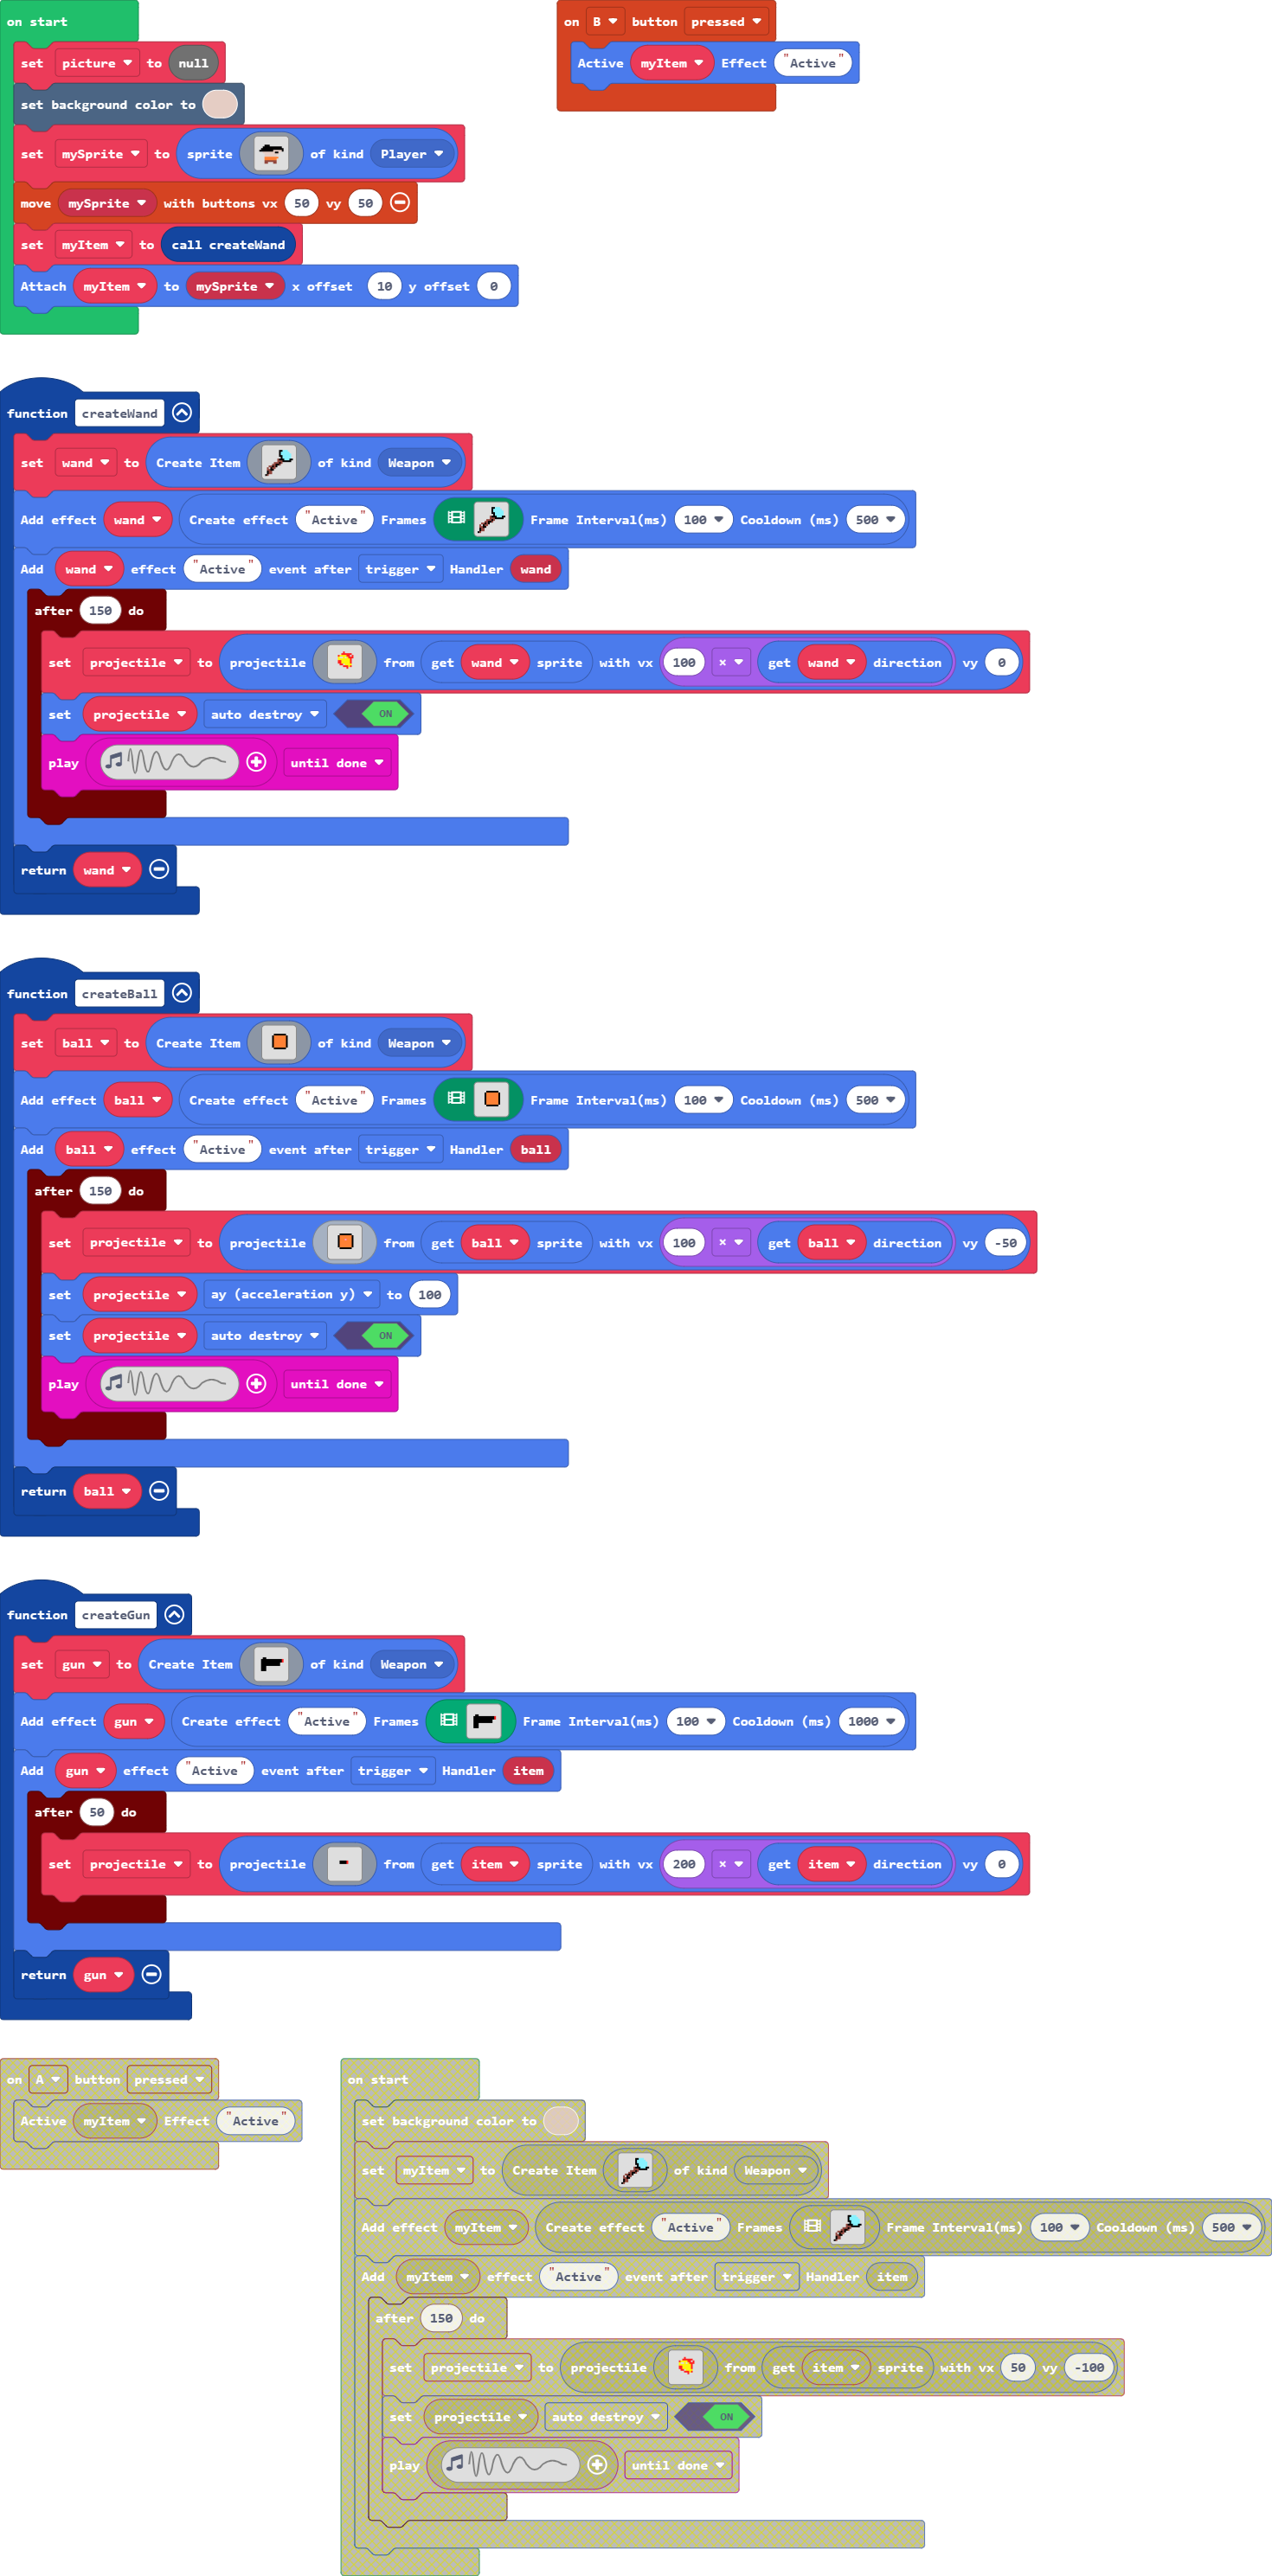 on start
set picture to null
set background color to
set mySprite to sprite of kind Player
move mySprite with buttons vx 50 vy 50
set myItem to call createWand
Attach myItem to mySprite x offset 10 y offset 0
on B button pressed
Active myItem Effect "Active"
function createWand
set wand to Create Item of kind Weapon
Add effect wand Create effect "Active" Frames Frame Interval(ms) 100 Cooldown (ms) 500
Add wand effect "Active" event after trigger Handler wand
after 150 do
set projectile to projectile from get wand sprite with vx 100 × get wand direction vy 0
set projectile auto destroy ON
play until done
return wand
function createBall
set ball to Create Item of kind Weapon
Add effect ball Create effect "Active" Frames Frame Interval(ms) 100 Cooldown (ms) 500
Add ball effect "Active" event after trigger Handler ball
after 150 do
set projectile to projectile from get ball sprite with vx 100 × get ball direction vy -50
set projectile ay (acceleration y) to 100
set projectile auto destroy ON
play until done
return ball
function createGun
set gun to Create Item of kind Weapon
Add effect gun Create effect "Active" Frames Frame Interval(ms) 100 Cooldown (ms) 1000
Add gun effect "Active" event after trigger Handler item
after 50 do
set projectile to projectile from get item sprite with vx 200 × get item direction vy 0
return gun
on A button pressed
Active myItem Effect "Active"
on start
set background color to
set myItem to Create Item of kind Weapon
Add effect myItem Create effect "Active" Frames Frame Interval(ms) 100 Cooldown (ms) 500
Add myItem effect "Active" event after trigger Handler item
after 150 do
set projectile to projectile from get item sprite with vx 50 vy -100
set projectile auto destroy ON
play until done